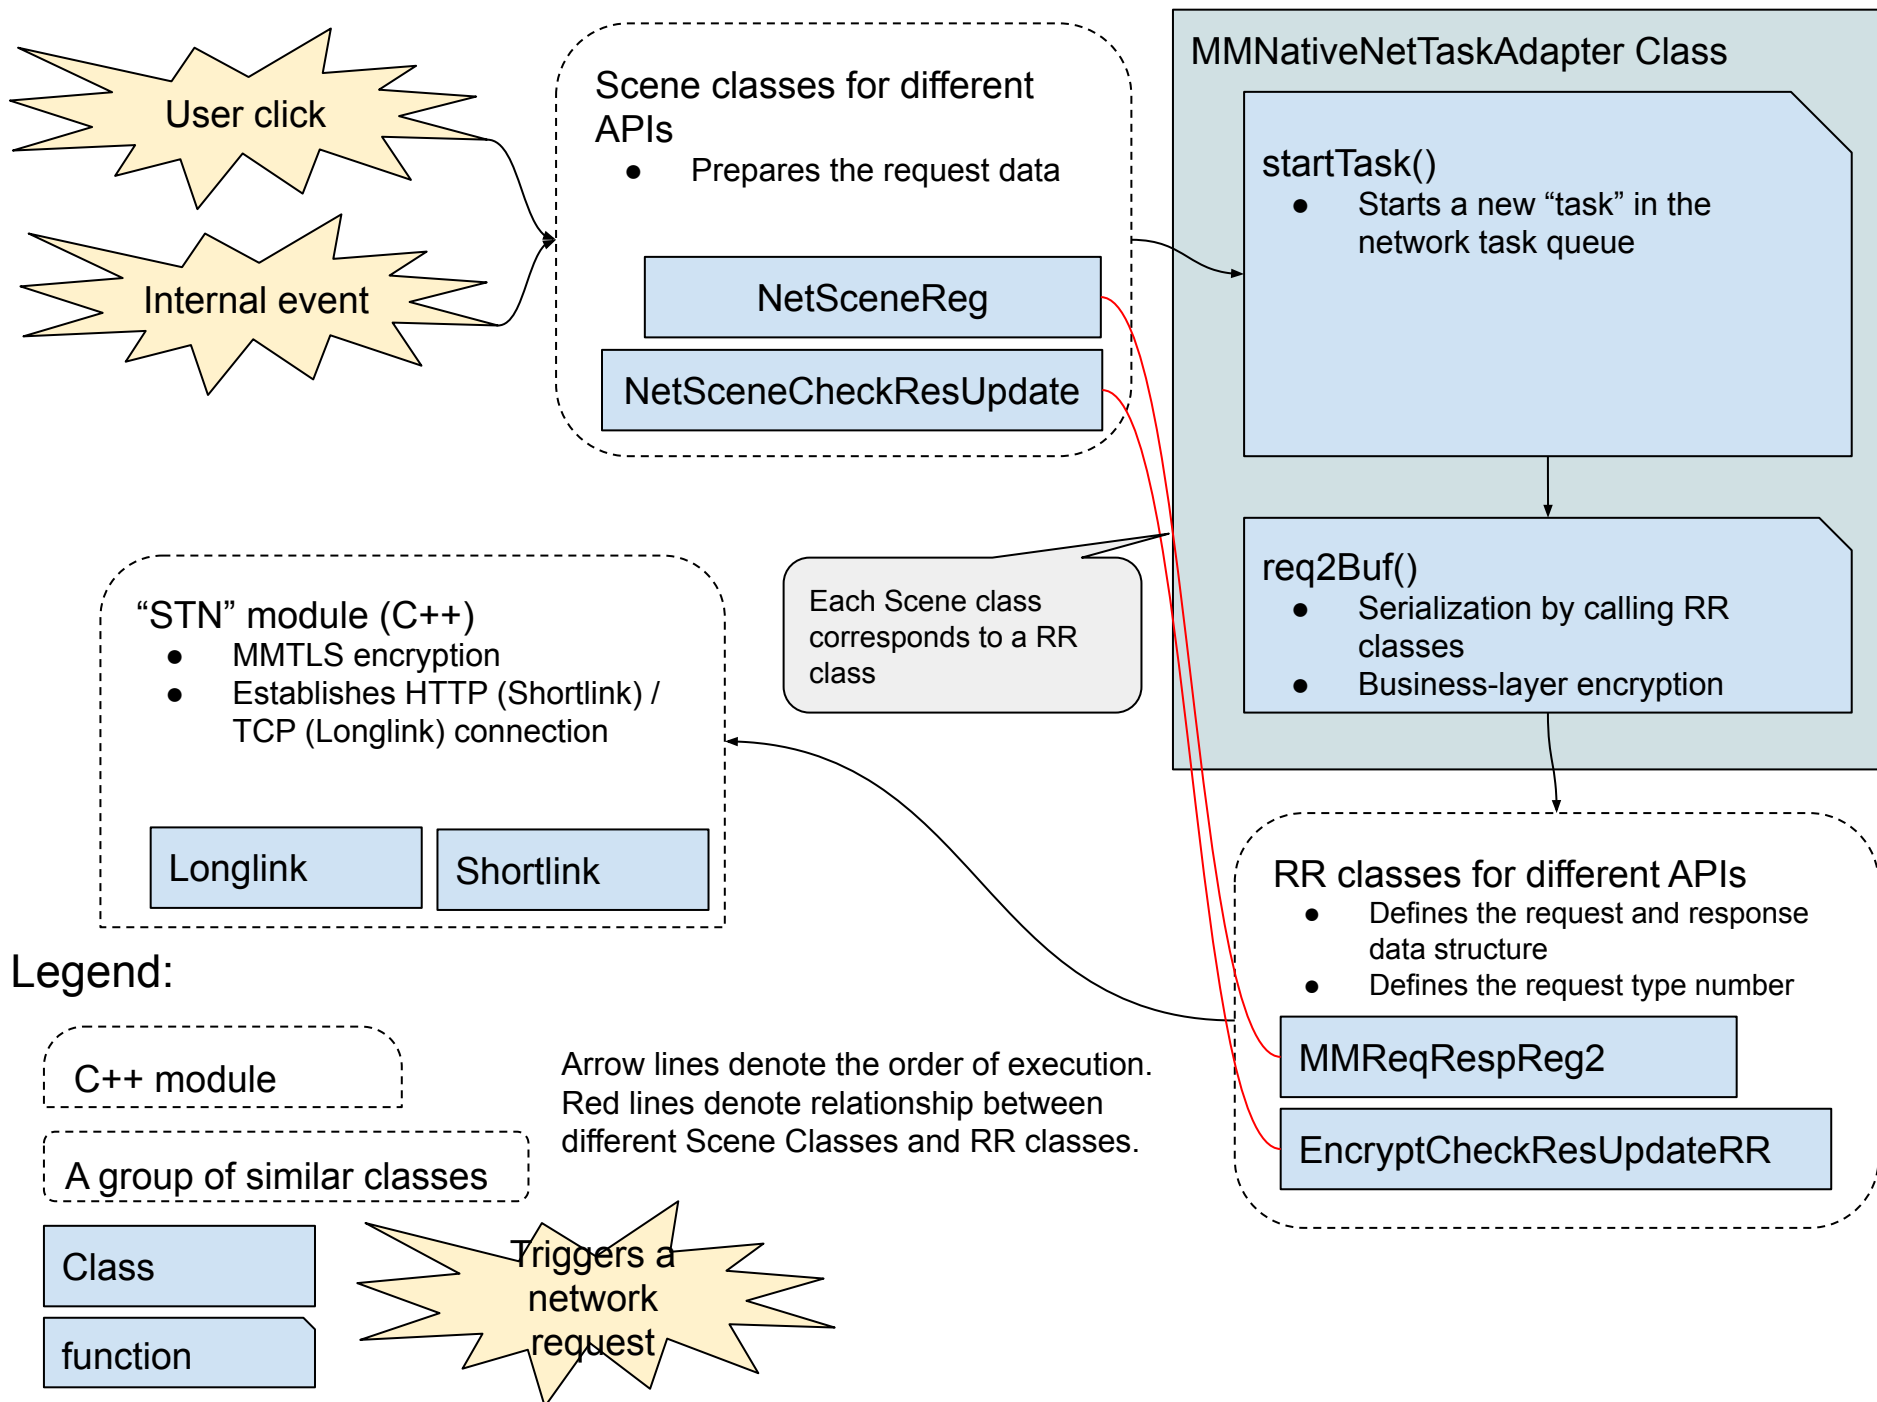 User click
Internal event
Scene classes for different
APIs
● Prepares the request data
NetSceneReg
NetSceneCheckResUpdate
MMNativeNetTaskAdapter Class
startTask()
● Starts a new “task” in the
network task queue
req2Buf()
● Serialization by calling RR
classes
● Business-layer encryption
Each Scene class
corresponds to a RR
class
“STN” module (C++)
● MMTLS encryption
● Establishes HTTP (Shortlink) /
TCP (Longlink) connection
Longlink
Shortlink
RR classes for different APIs
● Defines the request and response
data structure
● Defines the request type number
MMReqRespReg2
EncryptCheckResUpdateRR
Legend:
C++ module
A group of similar classes
Class
function
Arrow lines denote the order of execution.
Red lines denote relationship between
different Scene Classes and RR classes.
Triggers a
network
request